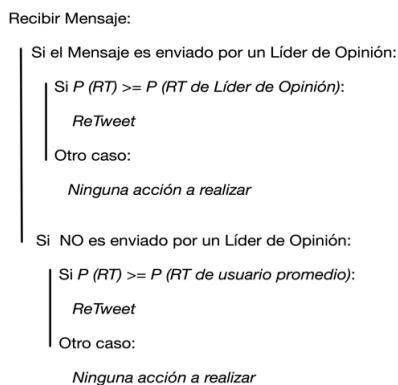 Recibir Mensaje:
Si el Mensaje es enviado por un Líder de Opinión:
Si P (RT) >= P (RT de Líder de Opinión):
ReTweet
Otro caso:
Ninguna acción a realizar
Si NO es enviado por un Líder de Opinión:
Si P (RT) >= P (RT de usuario promedio):
ReTweet
Otro caso:
Ninguna acción a realizar